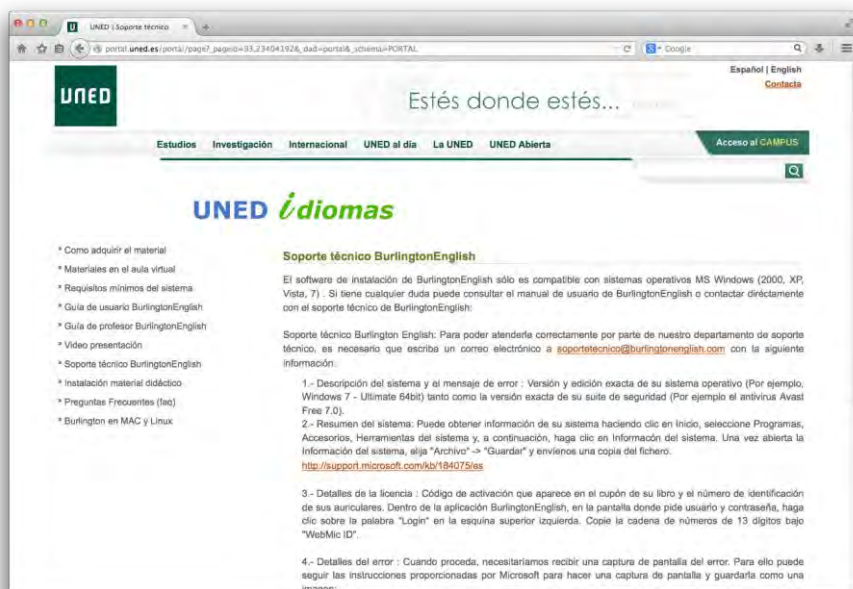 UNED | Soporte técnico
portal.uned.es/portal/page?_pageid=93,23404192&_dad=portal&_schema=PORTAL
Google
Español | English
Contacta
UNED
Estés donde estés...
Estudios Investigación Internacional UNED al día La UNED UNED Abierta
Acceso al CAMPUS
UNED idiomas
* Como adquirir el material
* Materiales en el aula virtual
* Requisitos mínimos del sistema
* Guía de usuario BurlingtonEnglish
* Guía de profesor BurlingtonEnglish
* Video presentación
* Soporte técnico BurlingtonEnglish
* Instalación material didáctico
* Preguntas Frecuentes (faq)
* Burlington en MAC y Linux
Soporte técnico BurlingtonEnglish
El software de instalación de BurlingtonEnglish sólo es compatible con sistemas operativos MS Windows (2000, XP,
Vista, 7) . Si tiene cualquier duda puede consultar el manual de usuario de BurlingtonEnglish o contactar diréctamente
con el soporte técnico de BurlingtonEnglish:
Soporte técnico Burlington English: Para poder atenderle correctamente por parte de nuestro departamento de soporte
técnico, es necesario que escriba un correo electrónico a soportetecnico@burlingtonenglish.com con la siguiente
información:
1.- Descripción del sistema y el mensaje de error : Versión y edición exacta de su sistema operativo (Por ejemplo,
Windows 7 - Ultimate 64bit) tanto como la versión exacta de su suite de seguridad (Por ejemplo el antivirus Avast
Free 7.0).
2.- Resumen del sistema: Puede obtener información de su sistema haciendo clic en Inicio, seleccione Programas,
Accesorios, Herramientas del sistema y, a continuación, haga clic en Informacón del sistema. Una vez abierta la
Información del sistema, elija "Archivo" -> "Guardar" y envíenos una copia del fichero.
http://support.microsoft.com/kb/184075/es
3.- Detalles de la licencia : Código de activación que aparece en el cupón de su libro y el número de identificación
de sus auriculares. Dentro de la aplicación BurlingtonEnglish, en la pantalla donde pide usuario y contraseña, haga
clic sobre la palabra "Login" en la esquina superior izquierda. Copie la cadena de números de 13 dígitos bajo
"WebMic ID".
4.- Detalles del error : Cuando proceda, necesitaríamos recibir una captura de pantalla del error. Para ello puede
seguir las instrucciones proporcionadas por Microsoft para hacer una captura de pantalla y guardarla como una
imagen: